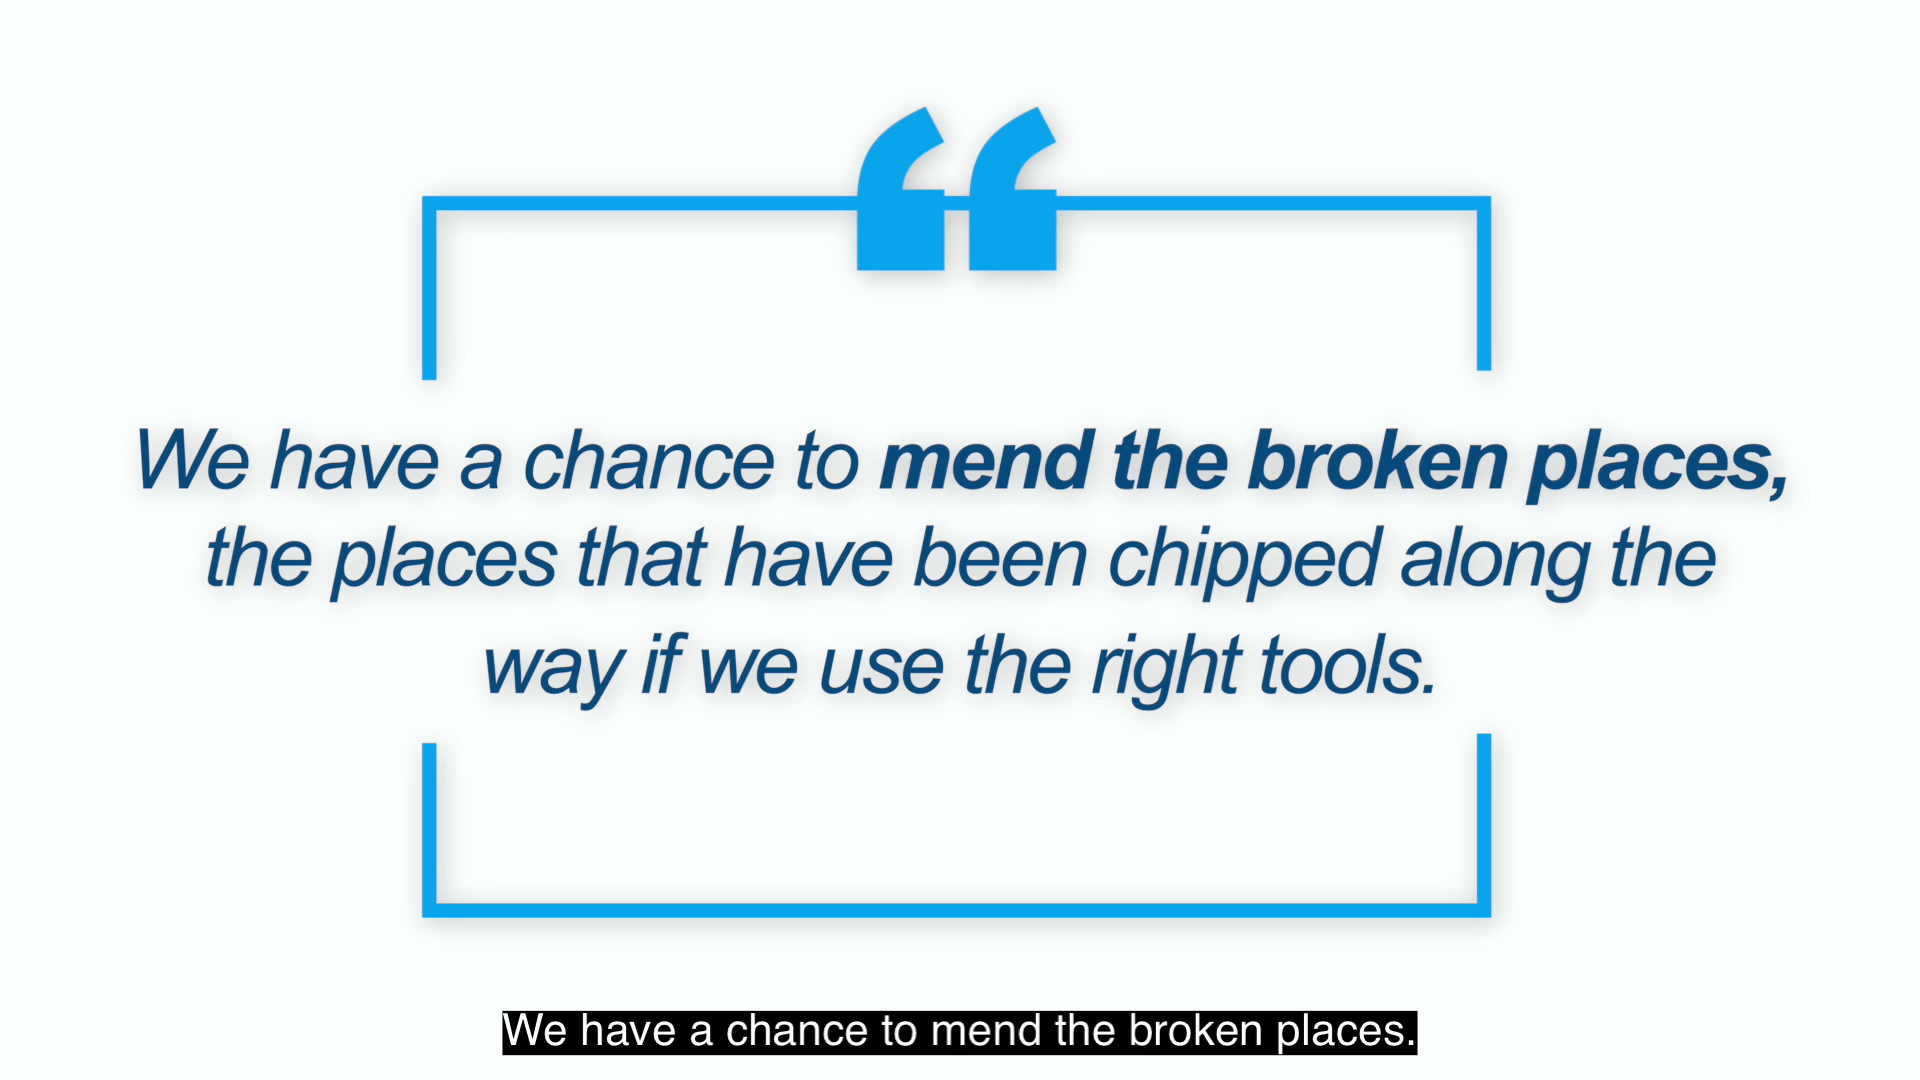 We have a chance to mend the broken places,
the places that have been chipped along the
way if we use the right tools.
We have a chance to mend the broken places.